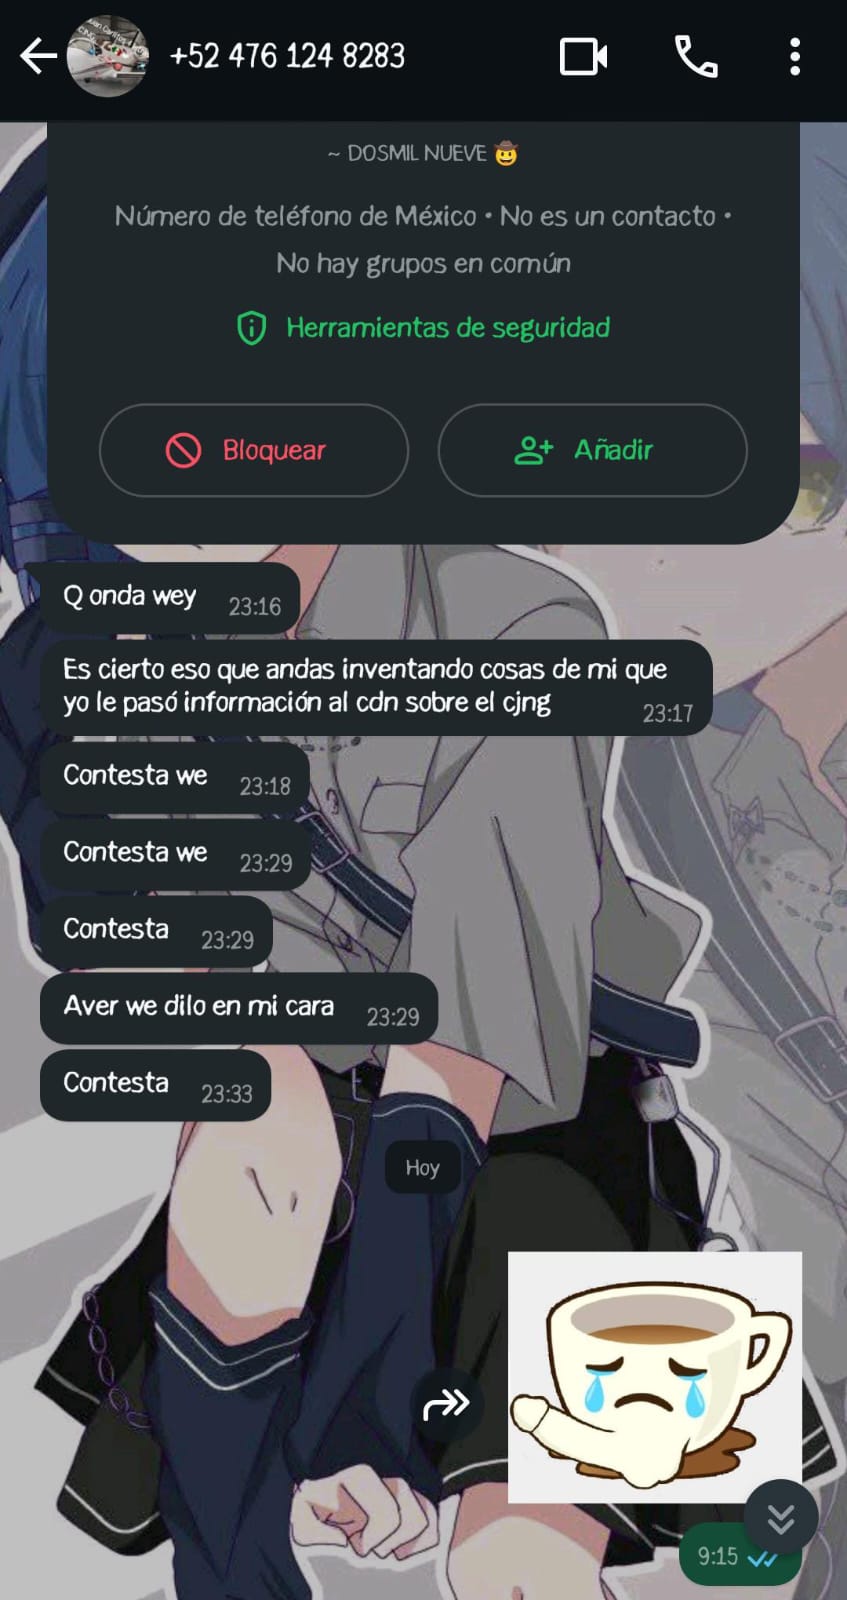 +52 476 124 8283
~ DOSMIL NUEVE 🤠
Número de teléfono de México • No es un contacto •
No hay grupos en común
Herramientas de seguridad
Bloquear
Añadir
Q onda wey 23:16
Es cierto eso que andas inventando cosas de mi que
yo le pasó información al cdn sobre el cjng 23:17
Contesta we 23:18
Contesta we 23:29
Contesta 23:29
Aver we dilo en mi cara 23:29
Contesta 23:33
Hoy
9:15